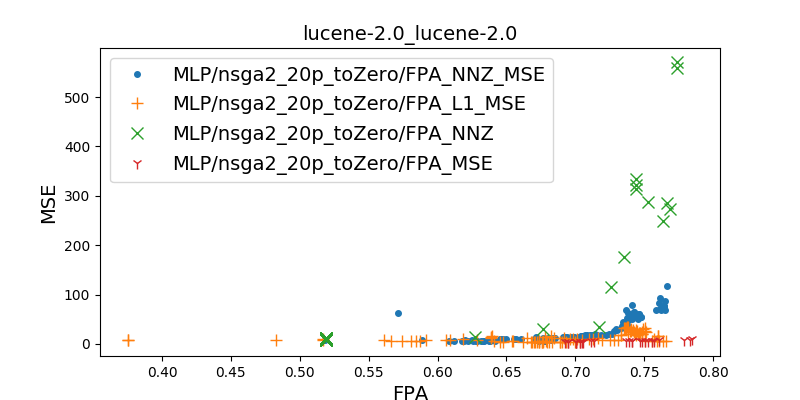 lucene-2.0_lucene-2.0
MLP/nsga2_20p_toZero/FPA_NNZ_MSE
MLP/nsga2_20p_toZero/FPA_L1_MSE
MLP/nsga2_20p_toZero/FPA_NNZ
MLP/nsga2_20p_toZero/FPA_MSE
MSE
500
400
300
200
100
0
0.40 0.45 0.50 0.55 0.60 0.65 0.70 0.75 0.80
FPA